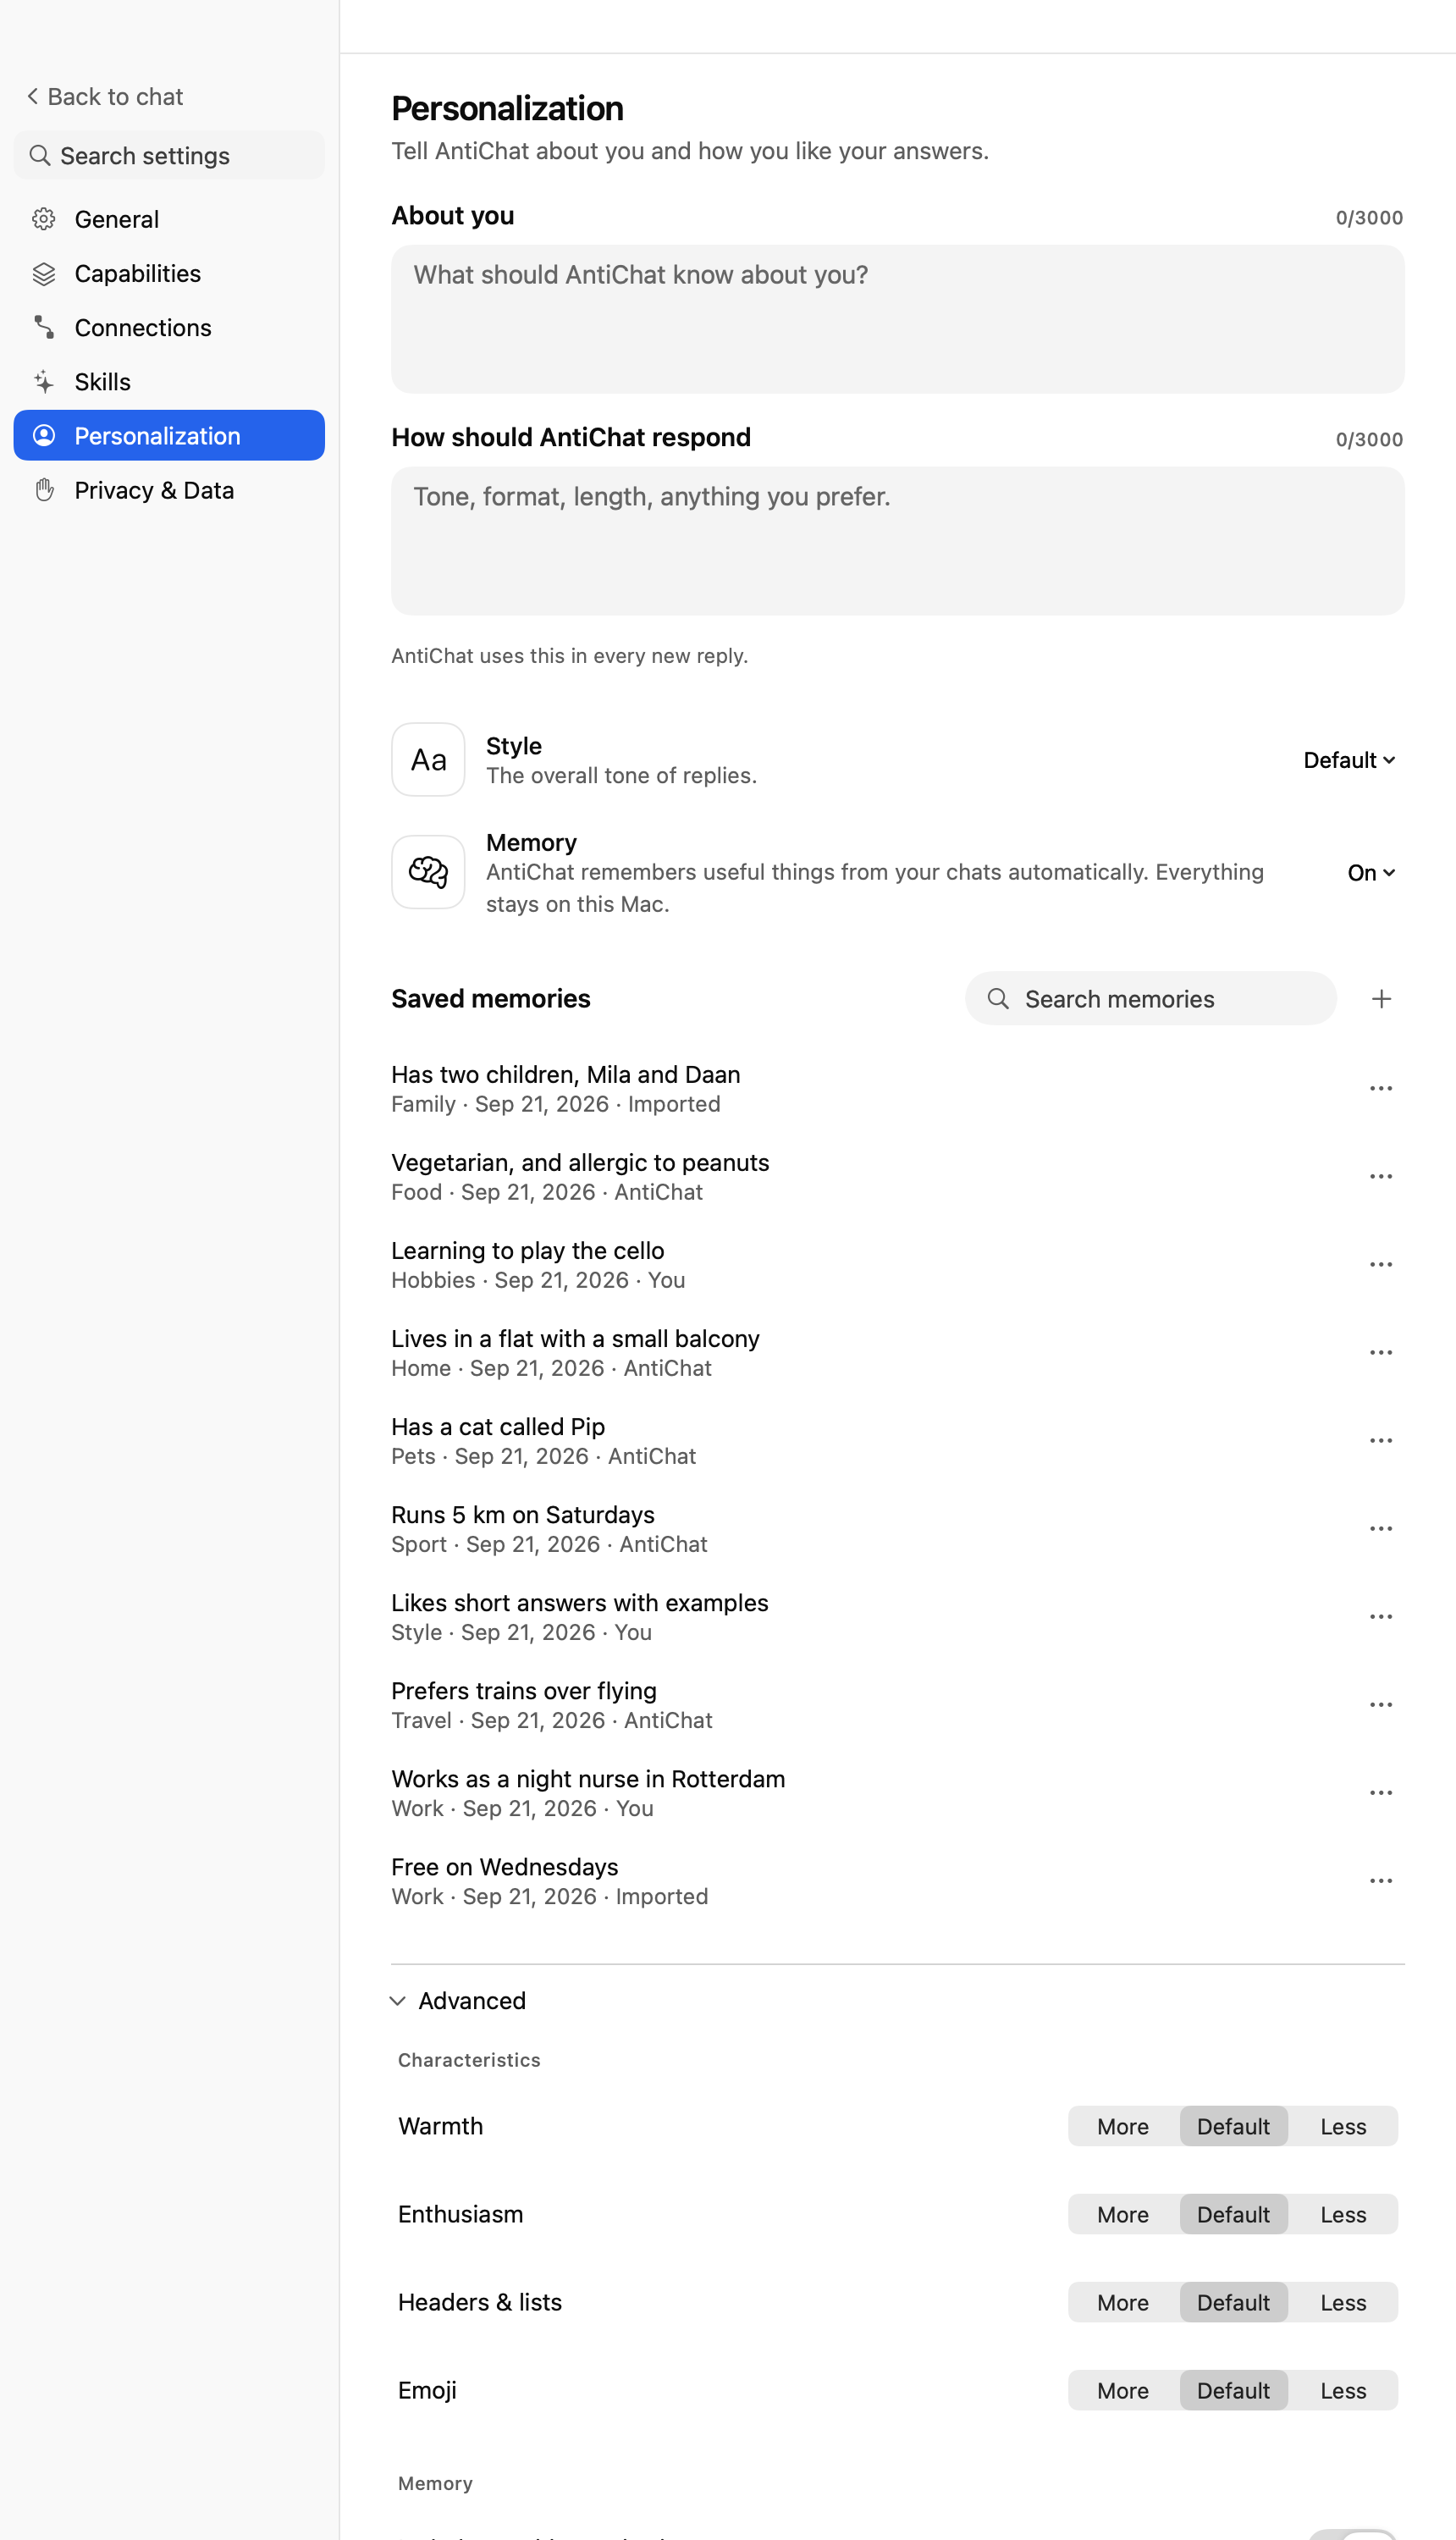 Back to chat
Search settings
General
Capabilities
Connections
Skills
Personalization
Privacy & Data
Personalization
Tell AntiChat about you and how you like your answers.
About you
0/3000
What should AntiChat know about you?
How should AntiChat respond
0/3000
Tone, format, length, anything you prefer.
AntiChat uses this in every new reply.
Aa
Style
The overall tone of replies.
Default
Memory
AntiChat remembers useful things from your chats automatically. Everything
stays on this Mac.
On
Saved memories
Search memories
Has two children, Mila and Daan
Family · Sep 21, 2026 · Imported
Vegetarian, and allergic to peanuts
Food · Sep 21, 2026 · AntiChat
Learning to play the cello
Hobbies · Sep 21, 2026 · You
Lives in a flat with a small balcony
Home · Sep 21, 2026 · AntiChat
Has a cat called Pip
Pets · Sep 21, 2026 · AntiChat
Runs 5 km on Saturdays
Sport · Sep 21, 2026 · AntiChat
Likes short answers with examples
Style · Sep 21, 2026 · You
Prefers trains over flying
Travel · Sep 21, 2026 · AntiChat
Works as a night nurse in Rotterdam
Work · Sep 21, 2026 · You
Free on Wednesdays
Work · Sep 21, 2026 · Imported
Advanced
Characteristics
Warmth
More Default Less
Enthusiasm
More Default Less
Headers & lists
More Default Less
Emoji
More Default Less
Memory